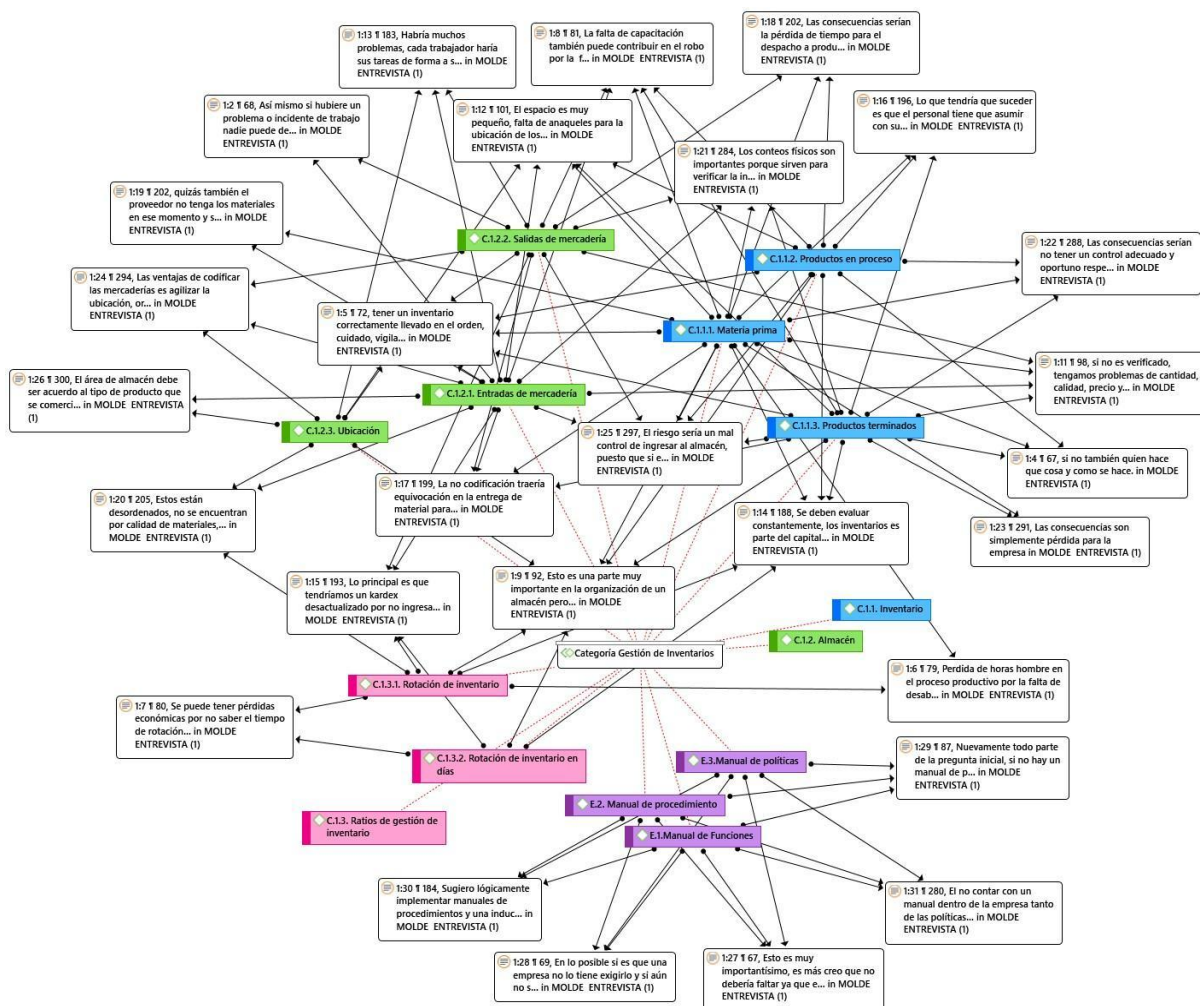 1:13 ¶ 183, Habría muchos
problemas, cada trabajador haría
sus tareas de forma a s... in MOLDE
ENTREVISTA (1)
1:8 ¶ 81, La falta de capacitación
también puede contribuir en el robo
por la f... in MOLDE
ENTREVISTA (1)
1:18 ¶ 202, Las consecuencias serían
la pérdida de tiempo para el
despacho a produ... in MOLDE
ENTREVISTA (1)
1:2 ¶ 68, Así mismo si hubiere un
problema o incidente de trabajo
nadie puede de... in MOLDE
ENTREVISTA (1)
1:12 ¶ 101, El espacio es muy
pequeño, falta de anaqueles para la
ubicación de los... in MOLDE
ENTREVISTA (1)
1:16 ¶ 196, Lo que tendría que suceder
es que el personal tiene que asumir
con su... in MOLDE
ENTREVISTA (1)
1:21 ¶ 284, Los conteos físicos son
importantes porque sirven para
verificar la in... in MOLDE
ENTREVISTA (1)
1:19 ¶ 202, quizás también el
proveedor no tenga los materiales
en ese momento y s... in MOLDE
ENTREVISTA (1)
C.1.2.2. Salidas de mercadería
C.1.1.2. Productos en proceso
1:22 ¶ 288, Las consecuencias serían
no tener un control adecuado y
oportuno respe... in MOLDE
ENTREVISTA (1)
1:24 ¶ 294, Las ventajas de codificar
las mercaderías es agilizar la
ubicación, or... in MOLDE
ENTREVISTA (1)
1:5 ¶ 72, tener un inventario
correctamente llevado en el orden,
cuidado, vigila... in MOLDE
ENTREVISTA (1)
C.1.1.1. Materia prima
1:11 ¶ 98, si no es verificado,
tengamos problemas de cantidad,
calidad, precio y... in MOLDE
ENTREVISTA (1)
1:26 ¶ 300, El área de almacén debe
ser acuerdo al tipo de producto que
se comerci... in MOLDE ENTREVISTA
(1)
C.1.2.1. Entradas de mercadería
C.1.2.3. Ubicación
C.1.1.3. Productos terminados
1:25 ¶ 297, El riesgo sería un mal
control de ingresar al almacén,
puesto que si e... in MOLDE
ENTREVISTA (1)
1:4 ¶ 67, si no también quien hace
que cosa y como se hace. in MOLDE
ENTREVISTA (1)
1:17 ¶ 199, La no codificación traería
equivocación en la entrega de
material para... in MOLDE
ENTREVISTA (1)
1:20 ¶ 205, Estos están
desordenados, no se encuentran
por calidad de materiales,... in
MOLDE ENTREVISTA (1)
1:14 ¶ 188, Se deben evaluar
constantemente, los inventarios es
parte del capital... in MOLDE
ENTREVISTA (1)
1:23 ¶ 291, Las consecuencias son
simplemente pérdida para la
empresa in MOLDE ENTREVISTA (1)
1:15 ¶ 193, Lo principal es que
tendríamos un kardex
desactualizado por no ingresa... in
MOLDE ENTREVISTA (1)
1:9 ¶ 92, Esto es una parte muy
importante en la organización de un
almacén pero... in MOLDE
ENTREVISTA (1)
C.1.1. Inventario
C.1.2. Almacén
Categoría Gestión de Inventarios
1:6 ¶ 79, Perdida de horas hombre en
el proceso productivo por la falta de
desab... in MOLDE ENTREVISTA (1)
C.1.3.1. Rotación de inventario
1:7 ¶ 80, Se puede tener pérdidas
económicas por no saber el tiempo
de rotación... in MOLDE
ENTREVISTA (1)
C.1.3.2. Rotación de inventario en
días
E.3.Manual de políticas
1:29 ¶ 87, Nuevamente todo parte
de la pregunta inicial, si no hay un
manual de p... in MOLDE
ENTREVISTA (1)
E.2. Manual de procedimiento
C.1.3. Ratios de gestión de
inventario
E.1.Manual de Funciones
1:30 ¶ 184, Sugiero lógicamente
implementar manuales de
procedimientos y una induc... in
MOLDE ENTREVISTA (1)
1:31 ¶ 280, El no contar con un
manual dentro de la empresa tanto
de las políticas... in MOLDE
ENTREVISTA (1)
1:28 ¶ 69, En lo posible si es que una
empresa no lo tiene exigirlo y si aún
no s... in MOLDE ENTREVISTA (1)
1:27 ¶ 67, Esto es muy
importantísimo, es más creo que no
debería faltar ya que e... in MOLDE
ENTREVISTA (1)